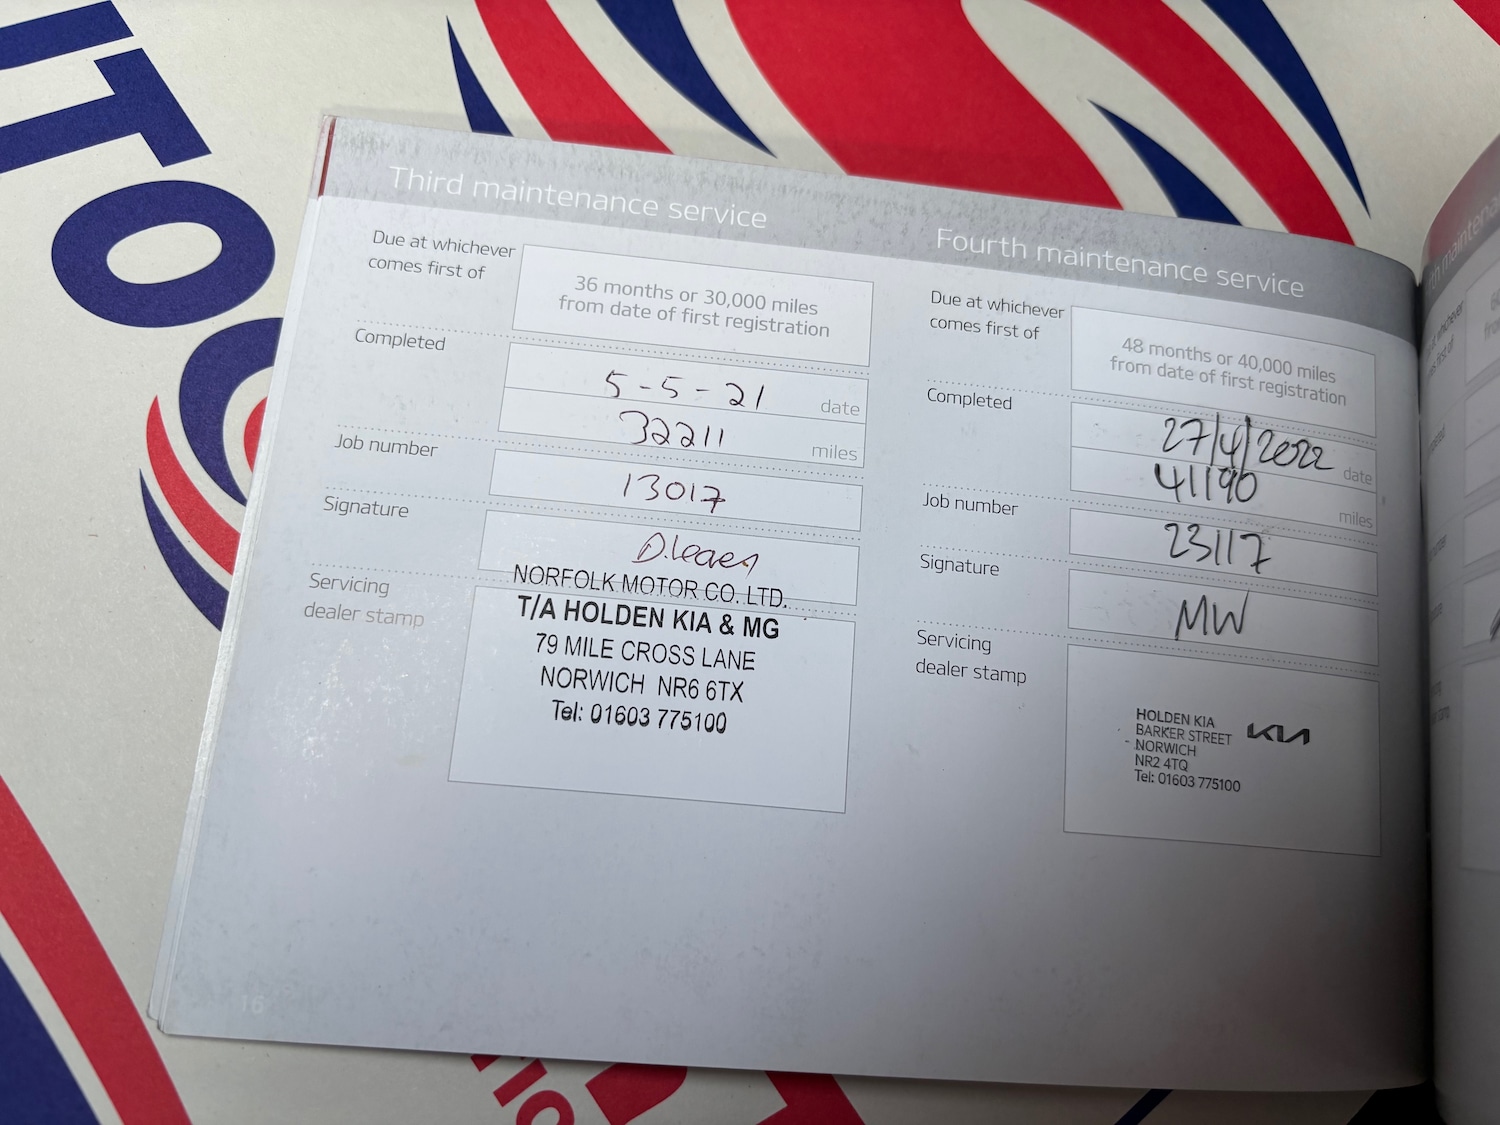 Third maintenance service
Due at whichever
comes first of
36 months or 30,000 miles
from date of first registration
Completed
5-5-21 date
32211 miles
Job number
13017
Signature
Servicing
dealer stamp
NORFOLK MOTOR CO. LTD.
T/A HOLDEN KIA & MG
79 MILE CROSS LANE
NORWICH NR6 6TX
Tel: 01603 775100
16
Fourth maintenance service
Due at whichever
comes first of
48 months or 40,000 miles
from date of first registration
Completed
27/4/2022 date
41190 miles
Job number
23117
Signature
MW
Servicing
dealer stamp
HOLDEN KIA
BARKER STREET
NORWICH
NR2 4TQ
Tel: 01603 775100
KIA